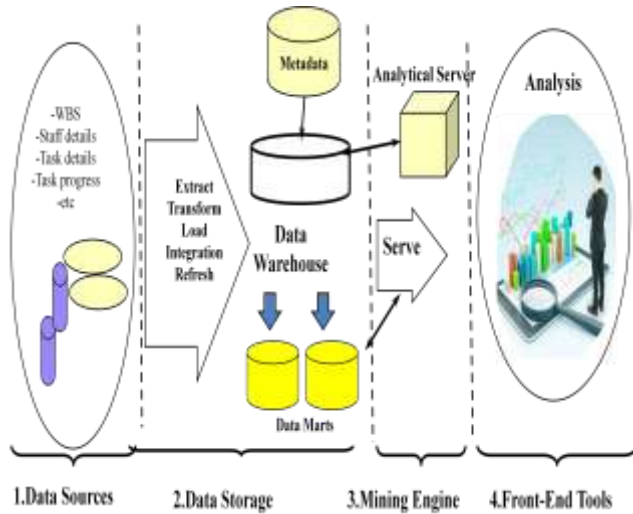 -WBS
-Staff details
-Task details
-Task progress
-etc
Extract
Transform
Load
Integration
Refresh
Metadata
Data
Warehouse
Data Marts
Analytical Server
Serve
Analysis
1.Data Sources
2.Data Storage
3.Mining Engine
4.Front-End Tools